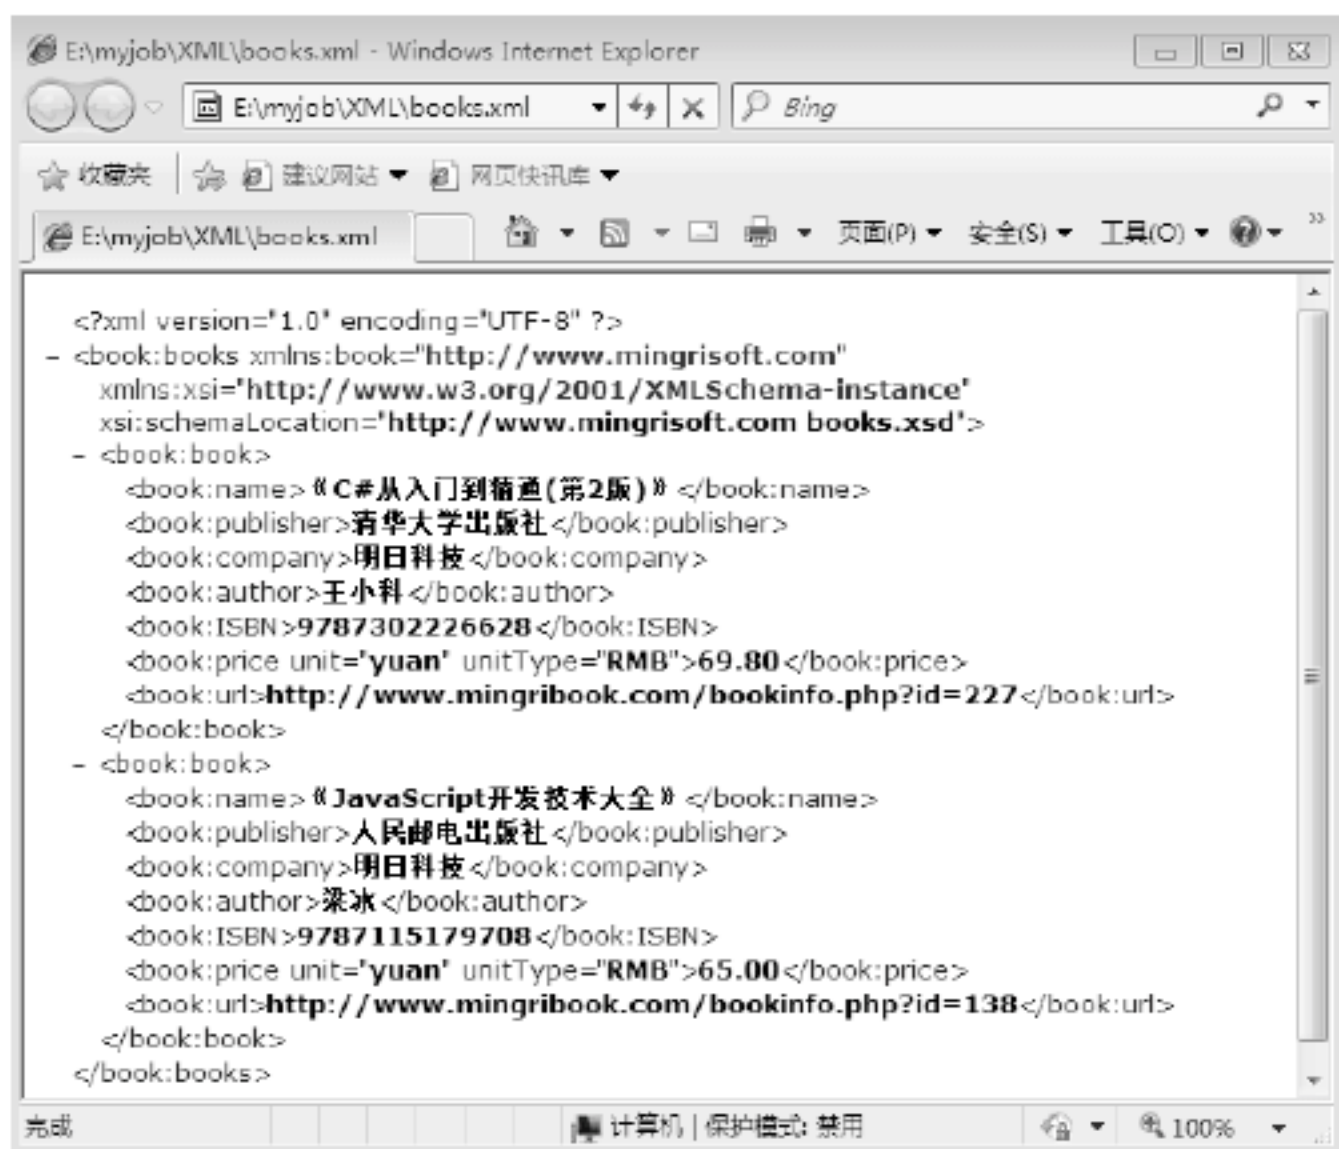 E:\myjob\XML\books.xml - Windows Internet Explorer
E:\myjob\XML\books.xml Bing
收藏夹 建议网站 网页快讯库
E:\myjob\XML\books.xml 页面(P) 安全(S) 工具(O) »
<?xml version="1.0" encoding="UTF-8" ?>
- <book:books xmlns:book="http://www.mingrisoft.com"
xmlns:xsi="http://www.w3.org/2001/XMLSchema-instance"
xsi:schemaLocation="http://www.mingrisoft.com books.xsd">
- <book:book>
<book:name>《C#从入门到精通(第2版)》</book:name>
<book:publisher>清华大学出版社</book:publisher>
<book:company>明日科技</book:company>
<book:author>王小科</book:author>
<book:ISBN>9787302226628</book:ISBN>
<book:price unit="yuan" unitType="RMB">69.80</book:price>
<book:url>http://www.mingribook.com/bookinfo.php?id=227</book:url>
</book:book>
- <book:book>
<book:name>《JavaScript开发技术大全》</book:name>
<book:publisher>人民邮电出版社</book:publisher>
<book:company>明日科技</book:company>
<book:author>梁冰</book:author>
<book:ISBN>9787115179708</book:ISBN>
<book:price unit="yuan" unitType="RMB">65.00</book:price>
<book:url>http://www.mingribook.com/bookinfo.php?id=138</book:url>
</book:book>
</book:books>
完成 计算机 | 保护模式: 禁用 100%